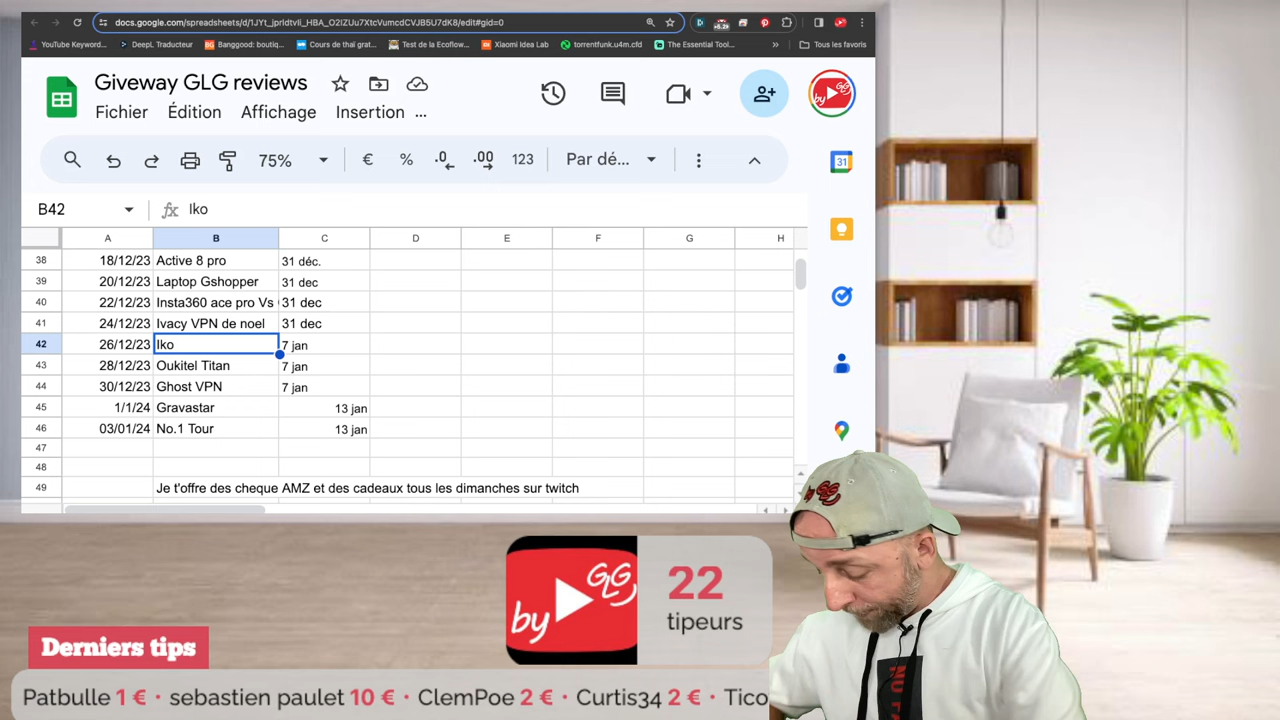 docs.google.com/spreadsheets/d/1JYt_jprIdtvIi_HBA_O2IZUu7XtcVumcdCVJB5U7dK8/edit#gid=0
YouTube Keyword... DeepL Traducteur Banggood: boutiq... Cours de thaï grat... Test de la Ecoflow... Xiaomi Idea Lab torrentfunk.u4m.cfd The Essential Tool... » Tous les favoris
Giveway GLG reviews
Fichier Édition Affichage Insertion ...
75% € % .0 .00 123 Par dé...
31
B42 fx Iko
A B C D E F G H
38 18/12/23 Active 8 pro 31 déc.
39 20/12/23 Laptop Gshopper 31 dec
40 22/12/23 Insta360 ace pro Vs 31 dec
41 24/12/23 Ivacy VPN de noel 31 dec
42 26/12/23 Iko 7 jan
43 28/12/23 Oukitel Titan 7 jan
44 30/12/23 Ghost VPN 7 jan
45 1/1/24 Gravastar 13 jan
46 03/01/24 No.1 Tour 13 jan
47
48
49 Je t'offre des cheque AMZ et des cadeaux tous les dimanches sur twitch
by GLG
22
tipeurs
Derniers tips
Patbulle 1 € · sebastien paulet 10 € · ClemPoe 2 € · Curtis34 2 € · Tico